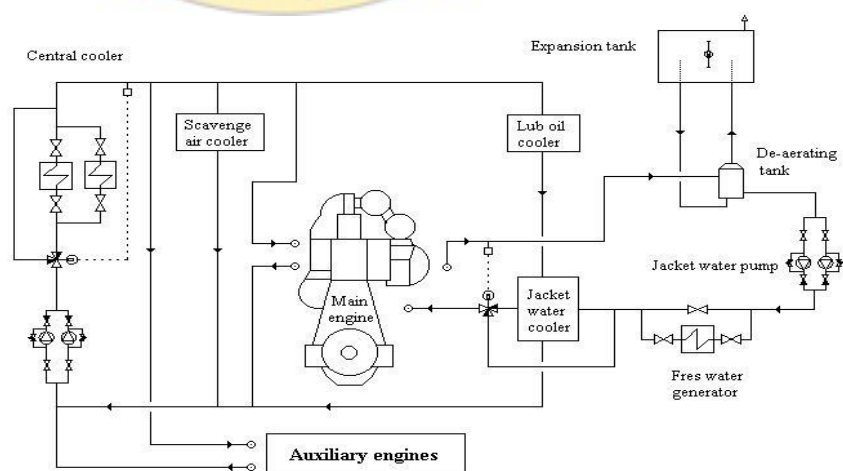 Central cooler
Expansion tank
Scavenge
air cooler
Lub oil
cooler
De-aerating
tank
Jacket water pump
Main
engine
Jacket
water
cooler
Fres water
generator
Auxiliary engines